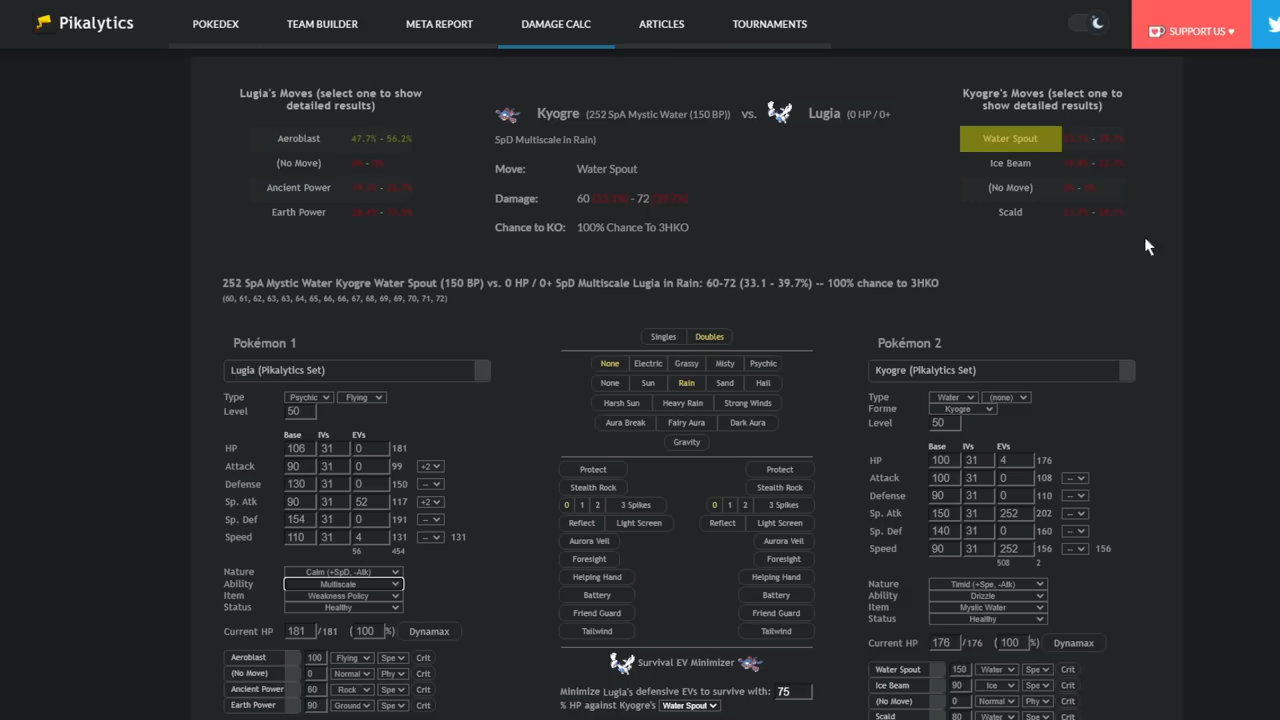 Pikalytics POKEDEX TEAM BUILDER META REPORT DAMAGE CALC ARTICLES TOURNAMENTS SUPPORT US ♥
Lugia's Moves (select one to show
detailed results)
Aeroblast 47.7% - 56.2%
(No Move)
Ancient Power
Earth Power
Kyogre (252 SpA Mystic Water (150 BP)) vs. Lugia (0 HP / 0+
SpD Multiscale in Rain)
Move: Water Spout
Damage: 60 - 72
Chance to KO: 100% Chance To 3HKO
Kyogre's Moves (select one to
show detailed results)
Water Spout
Ice Beam
(No Move)
Scald
252 SpA Mystic Water Kyogre Water Spout (150 BP) vs. 0 HP / 0+ SpD Multiscale Lugia in Rain: 60-72 (33.1 - 39.7%) -- 100% chance to 3HKO
(60, 61, 62, 63, 63, 64, 65, 66, 66, 67, 68, 69, 69, 70, 71, 72)
Pokémon 1
Lugia (Pikalytics Set)
Type Psychic Flying
Level 50
Base IVs EVs
HP 106 31 0 181
Attack 90 31 0 99 +2
Defense 130 31 0 150 --
Sp. Atk 90 31 52 117 +2
Sp. Def 154 31 0 191 --
Speed 110 31 4 131 -- 131
56 454
Nature Calm (+SpD, -Atk)
Ability Multiscale
Item Weakness Policy
Status Healthy
Current HP 181 /181 ( 100 %) Dynamax
Aeroblast 100 Flying Spe Crit
(No Move) 0 Normal Phy Crit
Ancient Power 60 Rock Spe Crit
Earth Power 90 Ground Spe Crit
Singles Doubles
None Electric Grassy Misty Psychic
None Sun Rain Sand Hail
Harsh Sun Heavy Rain Strong Winds
Aura Break Fairy Aura Dark Aura
Gravity
Protect Protect
Stealth Rock Stealth Rock
0 1 2 3 Spikes 0 1 2 3 Spikes
Reflect Light Screen Reflect Light Screen
Aurora Veil Aurora Veil
Foresight Foresight
Helping Hand Helping Hand
Battery Battery
Friend Guard Friend Guard
Tailwind Tailwind
Survival EV Minimizer
Minimize Lugia's defensive EVs to survive with: 75
% HP against Kyogre's Water Spout
Pokémon 2
Kyogre (Pikalytics Set)
Type Water (none)
Forme Kyogre
Level 50
Base IVs EVs
HP 100 31 4 176
Attack 100 31 0 108 --
Defense 90 31 0 110 --
Sp. Atk 150 31 252 202 --
Sp. Def 140 31 0 160 --
Speed 90 31 252 156 -- 156
508 2
Nature Timid (+Spe, -Atk)
Ability Drizzle
Item Mystic Water
Status Healthy
Current HP 176 /176 ( 100 %) Dynamax
Water Spout 150 Water Spe Crit
Ice Beam 90 Ice Spe Crit
(No Move) 0 Normal Phy Crit
Scald 80 Water Spe Crit